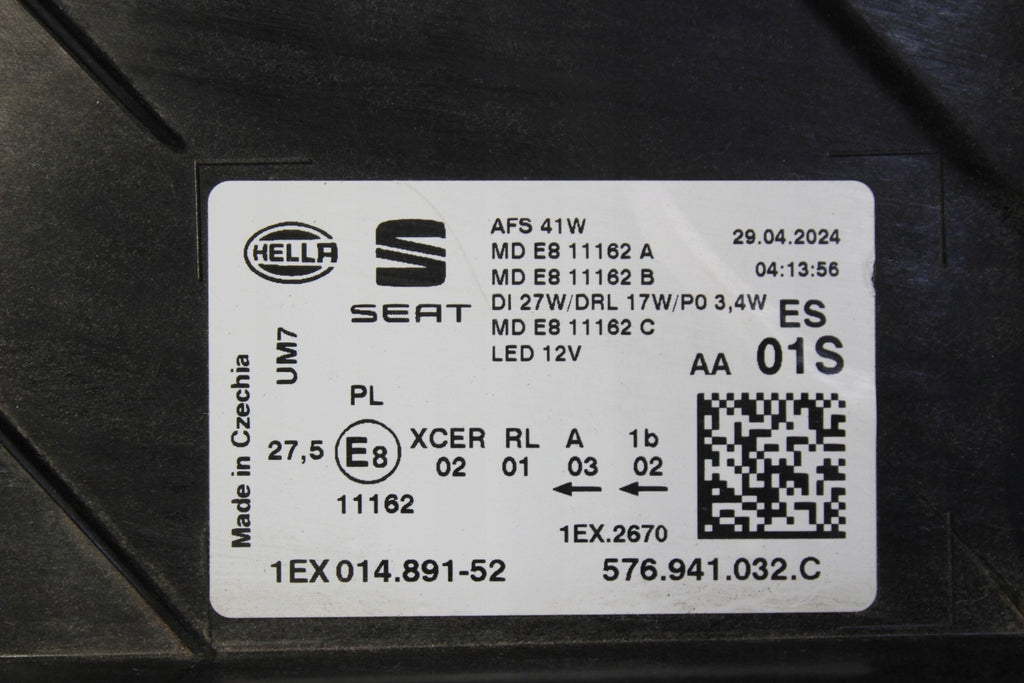 HELLA
SEAT
AFS 41W
MD E8 11162 A
MD E8 11162 B
DI 27W/DRL 17W/P0 3,4W
MD E8 11162 C
LED 12V
29.04.2024
04:13:56
ES
AA 01S
Made in Czechia
UM7
PL
27,5 E8 XCER RL A 1b
02 01 03 02
11162
1EX.2670
1EX 014.891-52
576.941.032.C